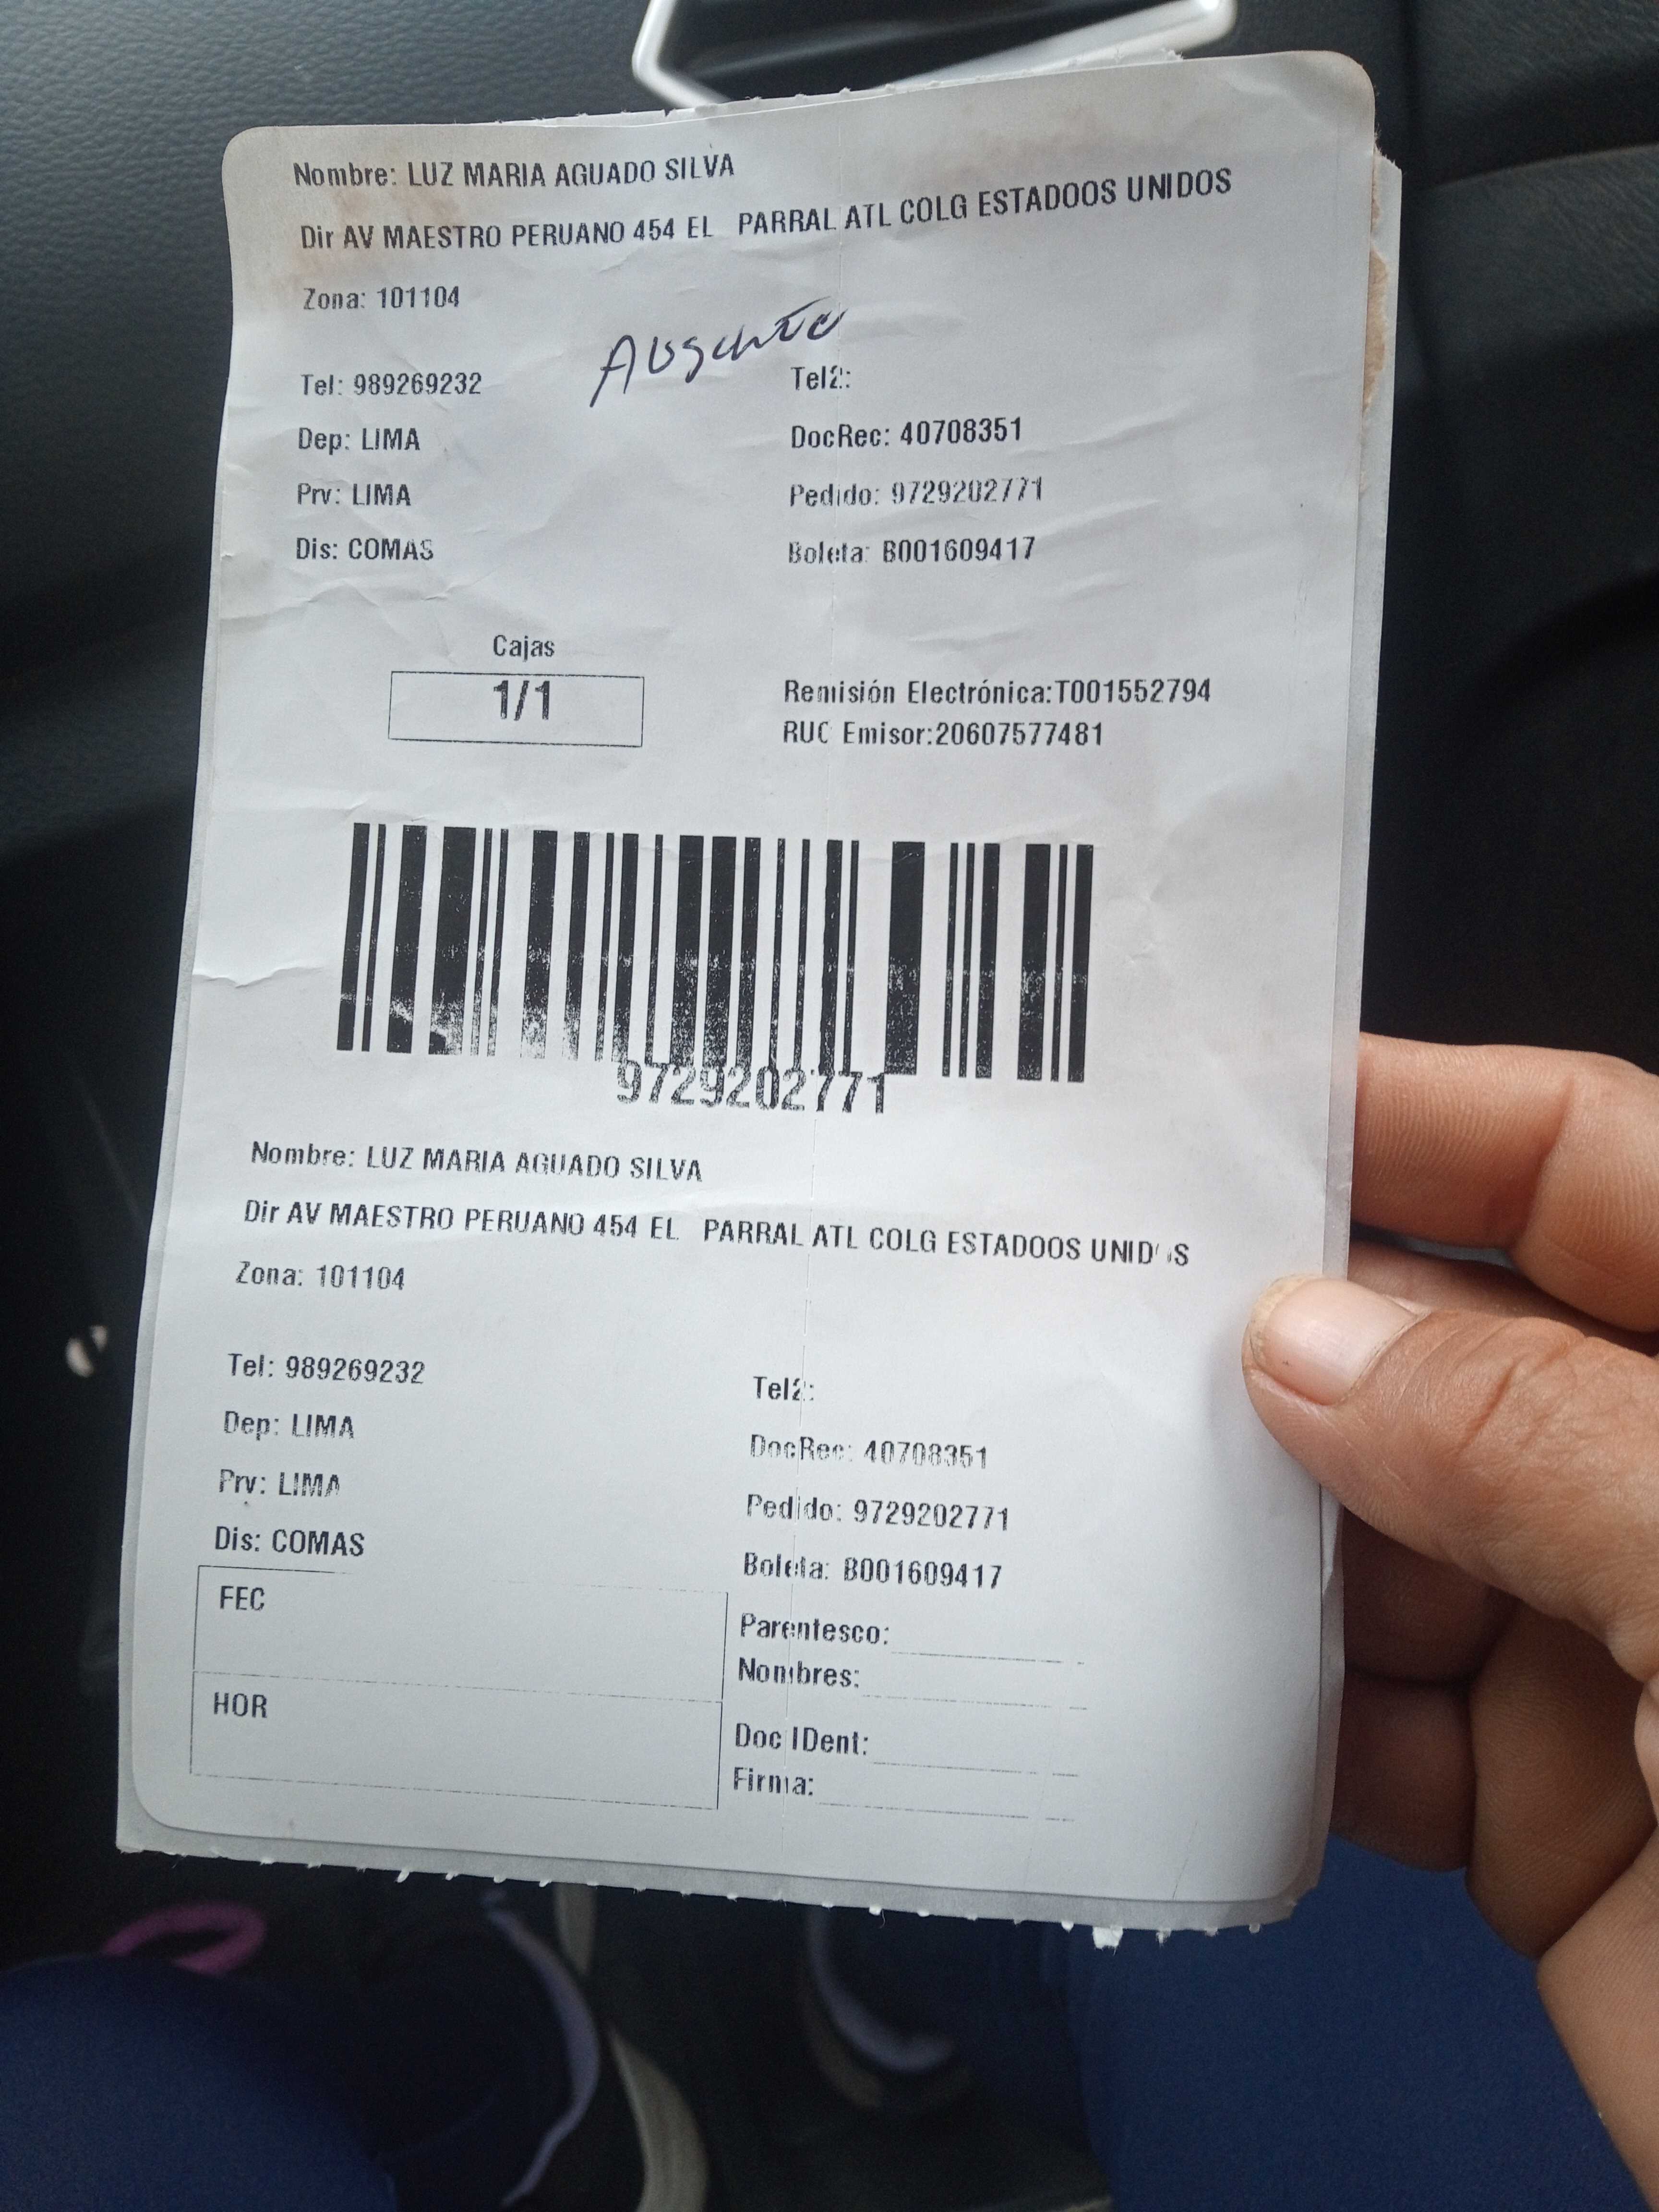 Nombre: LUZ MARIA AGUADO SILVA
Dir AV MAESTRO PERUANO 454 EL PARRAL ATL COLG ESTADOOS UNIDOS
Zona: 101104
Ausente
Tel: 989269232 Tel2:
Dep: LIMA DocRec: 40708351
Prv: LIMA Pedido: 9729202771
Dis: COMAS Boleta: B001609417
Cajas
1/1
Remisión Electrónica:T001552794
RUC Emisor:20607577481
9729202771
Nombre: LUZ MARIA AGUADO SILVA
Dir AV MAESTRO PERUANO 454 EL PARRAL ATL COLG ESTADOOS UNIDOS
Zona: 101104
Tel: 989269232 Tel2:
Dep: LIMA DocRec: 40708351
Prv: LIMA Pedido: 9729202771
Dis: COMAS Boleta: B001609417
FEC Parentesco:
Nombres:
HOR Doc IDent:
Firma: